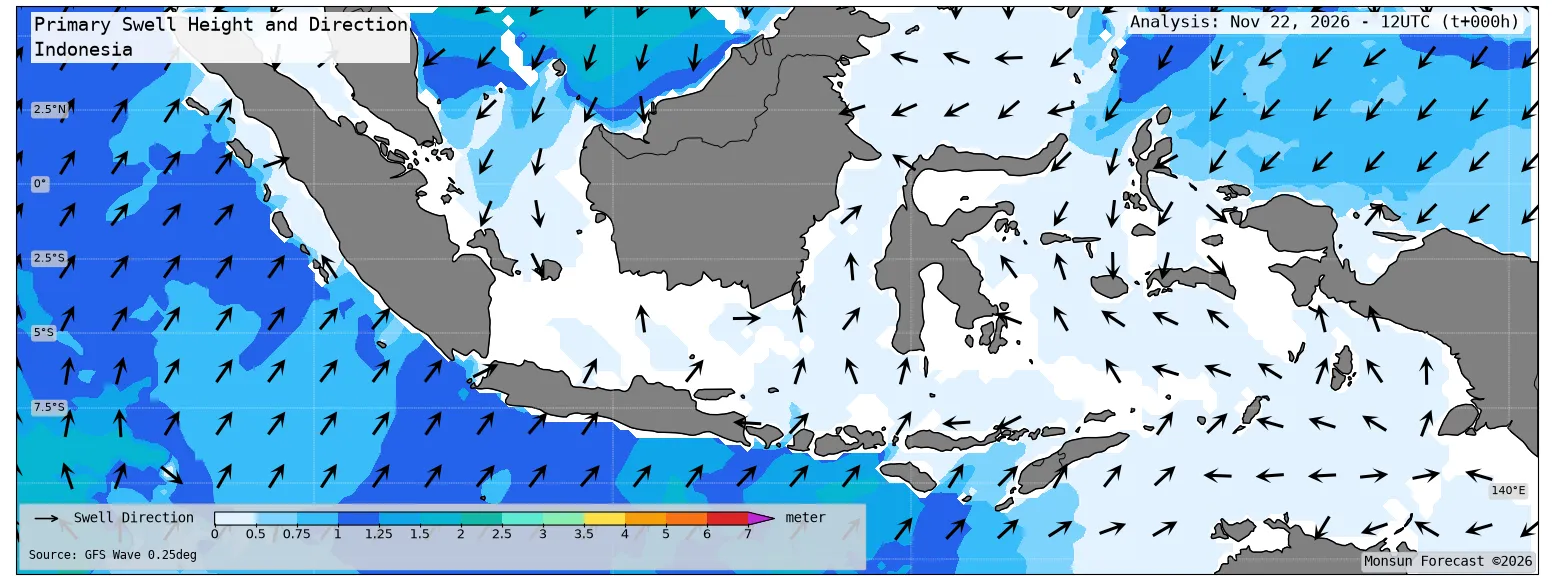 Primary Swell Height and Direction
Indonesia
Analysis: Nov 22, 2026 - 12UTC (t+000h)
2.5°N
0°
2.5°S
5°S
7.5°S
140°E
Swell Direction
0 0.5 0.75 1 1.25 1.5 2 2.5 3 3.5 4 5 6 7
meter
Source: GFS Wave 0.25deg
Monsun Forecast ©2026